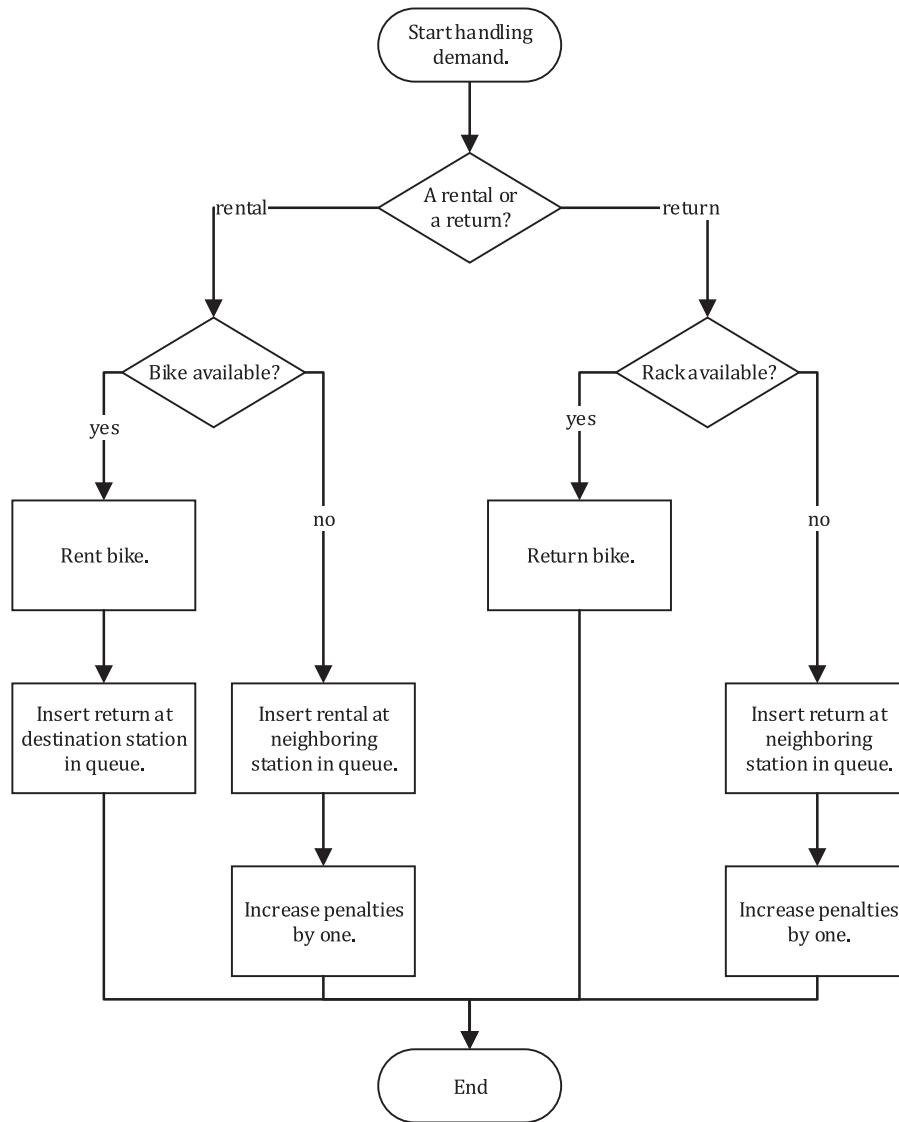 Start handling
demand.
A rental or
a return?
rental
return
Bike available?
Rack available?
yes
no
yes
no
Rent bike.
Return bike.
Insert return at
destination station
in queue.
Insert rental at
neighboring
station in queue.
Insert return at
neighboring
station in queue.
Increase penalties
by one.
Increase penalties
by one.
End